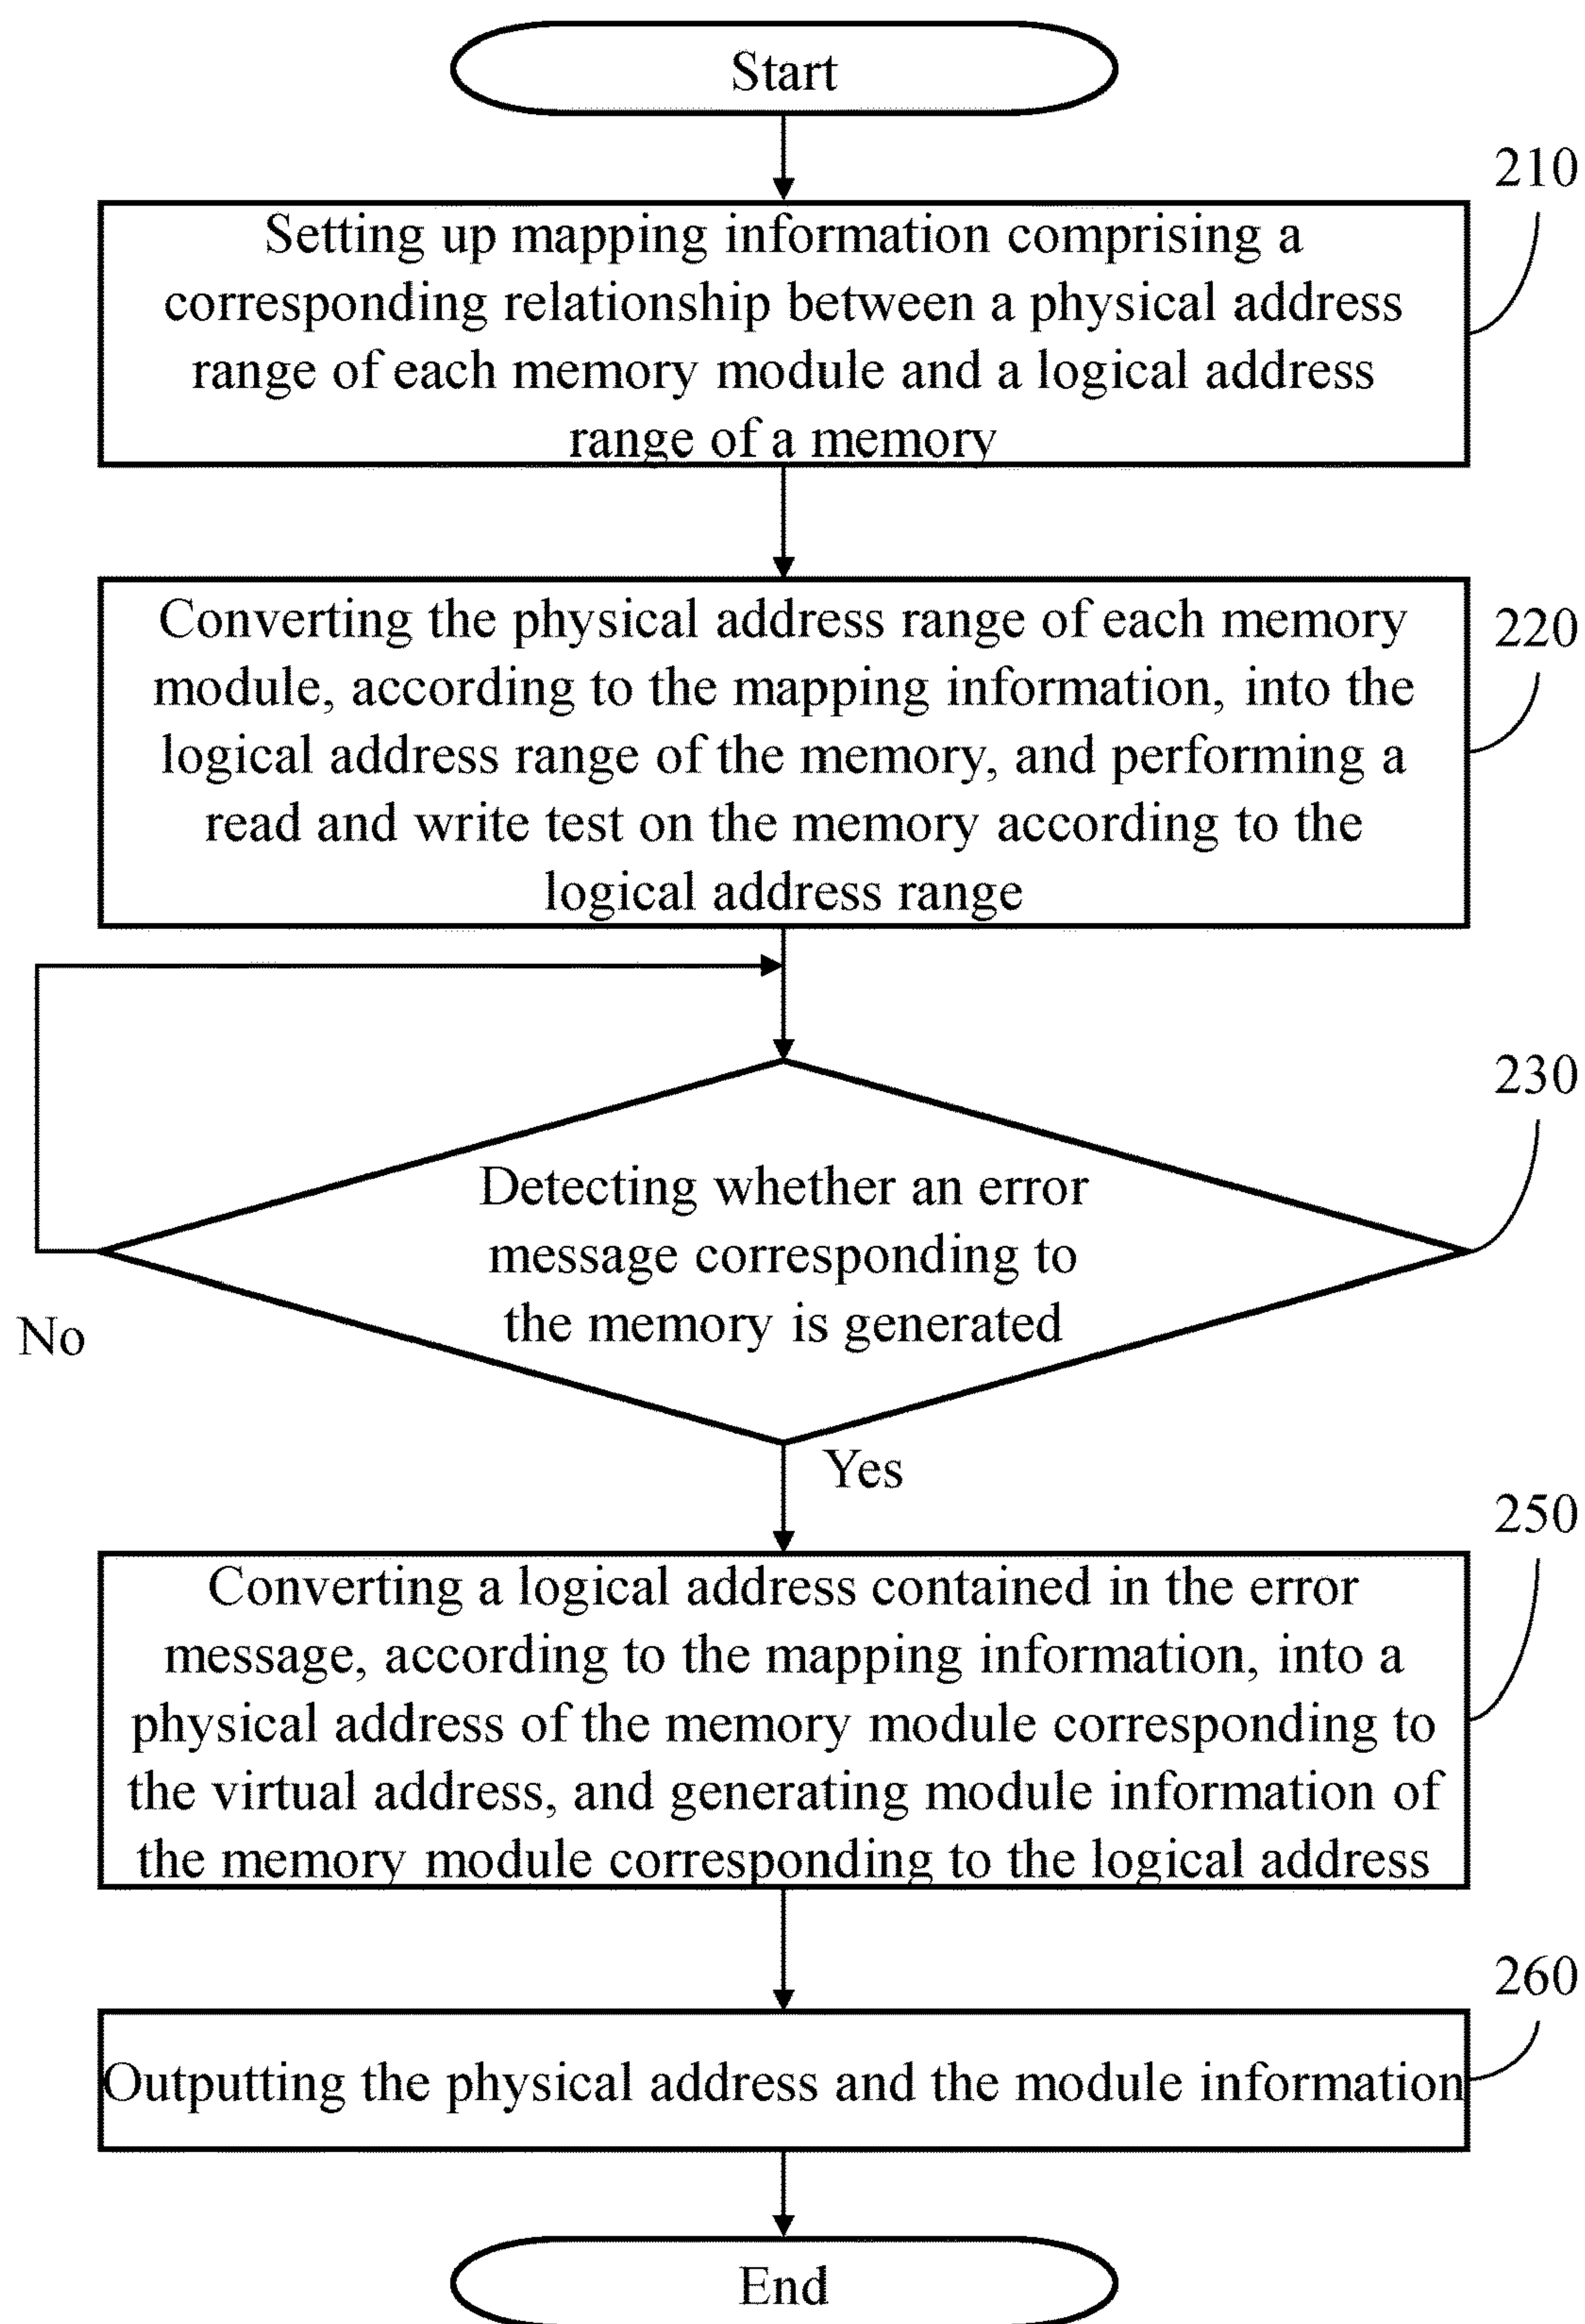 Start
210
Setting up mapping information comprising a
corresponding relationship between a physical address
range of each memory module and a logical address
range of a memory
220
Converting the physical address range of each memory
module, according to the mapping information, into the
logical address range of the memory, and performing a
read and write test on the memory according to the
logical address range
230
Detecting whether an error
message corresponding to
the memory is generated
No
Yes
250
Converting a logical address contained in the error
message, according to the mapping information, into a
physical address of the memory module corresponding to
the virtual address, and generating module information of
the memory module corresponding to the logical address
260
Outputting the physical address and the module information
End